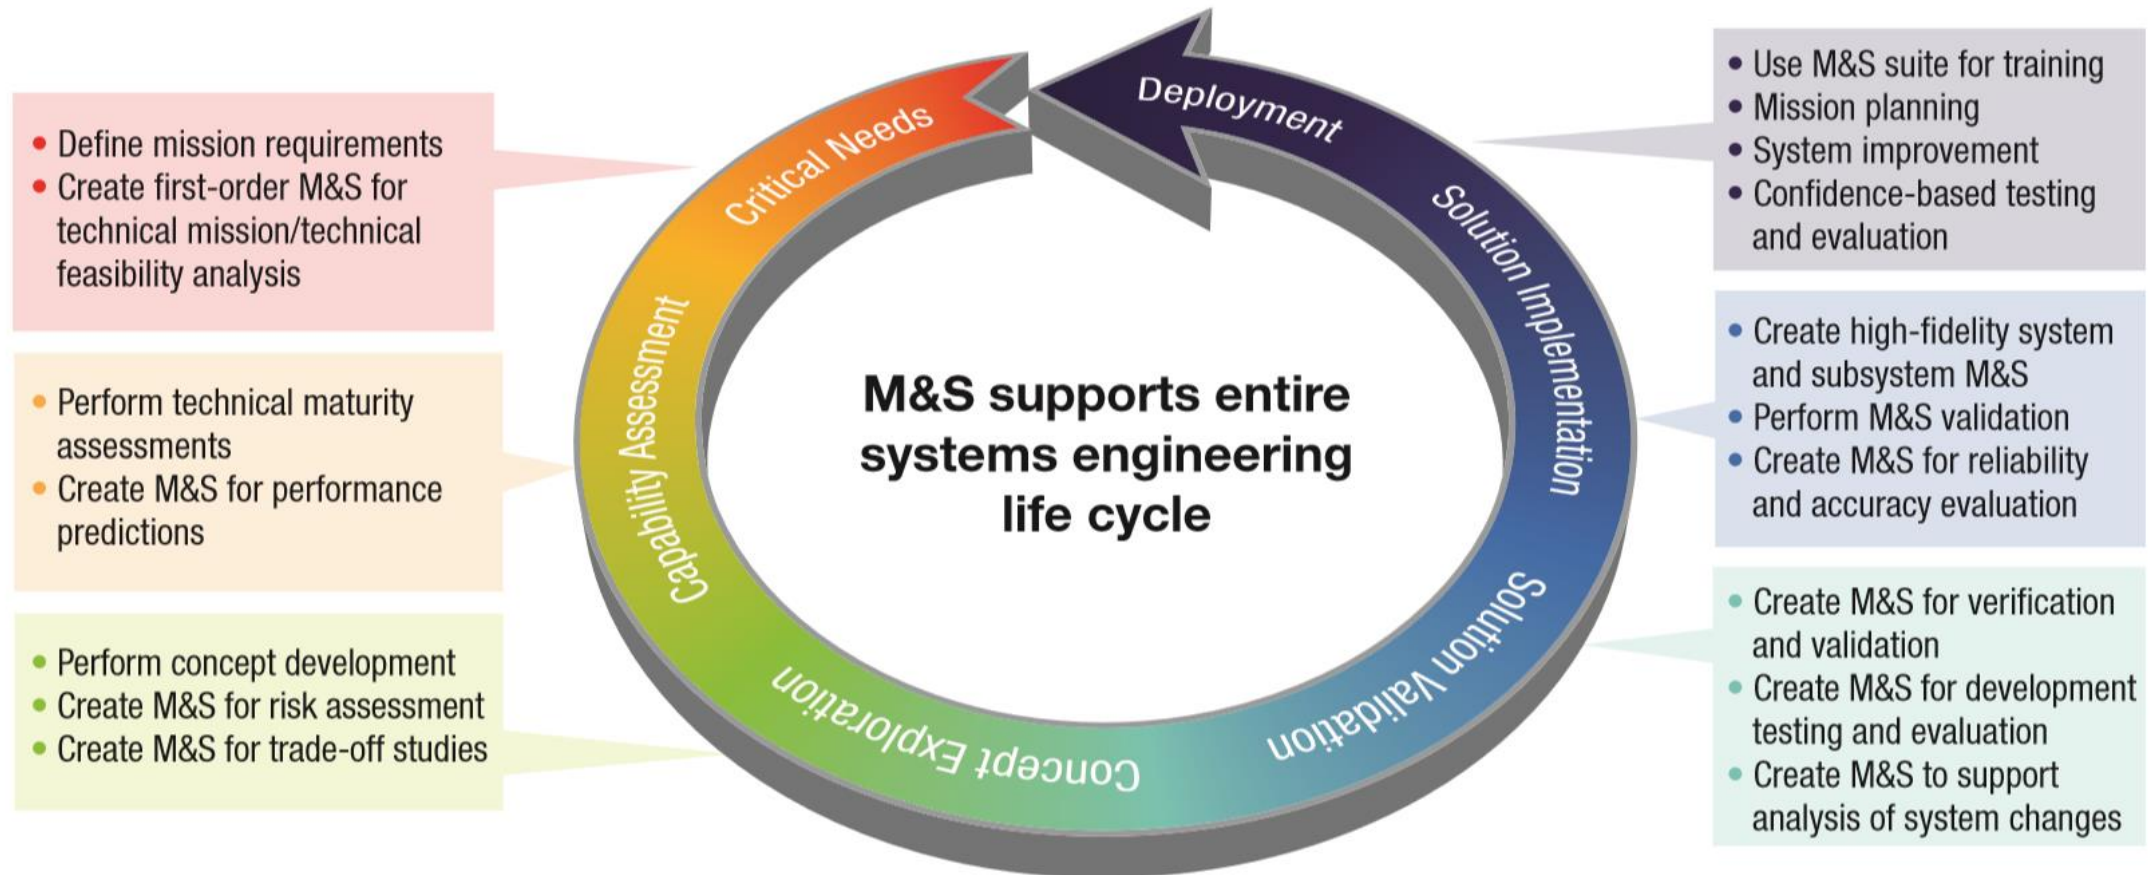 • Define mission requirements
• Create first-order M&S for
technical mission/technical
feasibility analysis
• Perform technical maturity
assessments
• Create M&S for performance
predictions
• Perform concept development
• Create M&S for risk assessment
• Create M&S for trade-off studies
Critical Needs
Capability Assessment
Concept Exploration
Solution Validation
Solution Implementation
Deployment
M&S supports entire
systems engineering
life cycle
• Use M&S suite for training
• Mission planning
• System improvement
• Confidence-based testing
and evaluation
• Create high-fidelity system
and subsystem M&S
• Perform M&S validation
• Create M&S for reliability
and accuracy evaluation
• Create M&S for verification
and validation
• Create M&S for development
testing and evaluation
• Create M&S to support
analysis of system changes